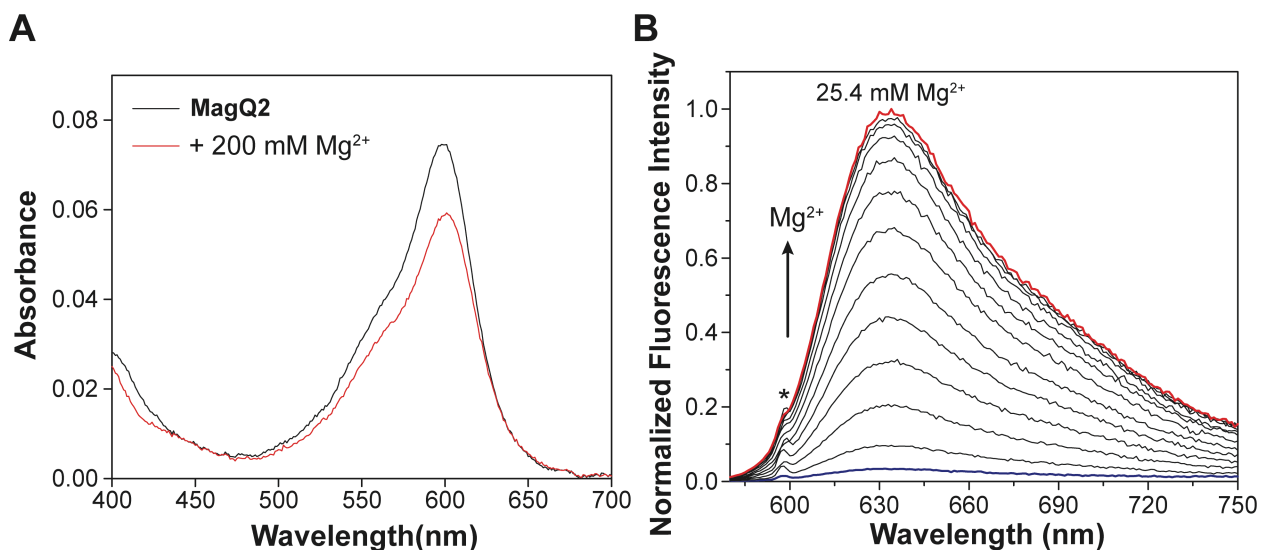 A
MagQ2
+ 200 mM Mg²⁺
0.08
0.06
0.04
0.02
0.00
Absorbance
400 450 500 550 600 650 700
Wavelength(nm)
B
25.4 mM Mg²⁺
Mg²⁺
*
1.0
0.8
0.6
0.4
0.2
0.0
Normalized Fluorescence Intensity
600 630 660 690 720 750
Wavelength (nm)